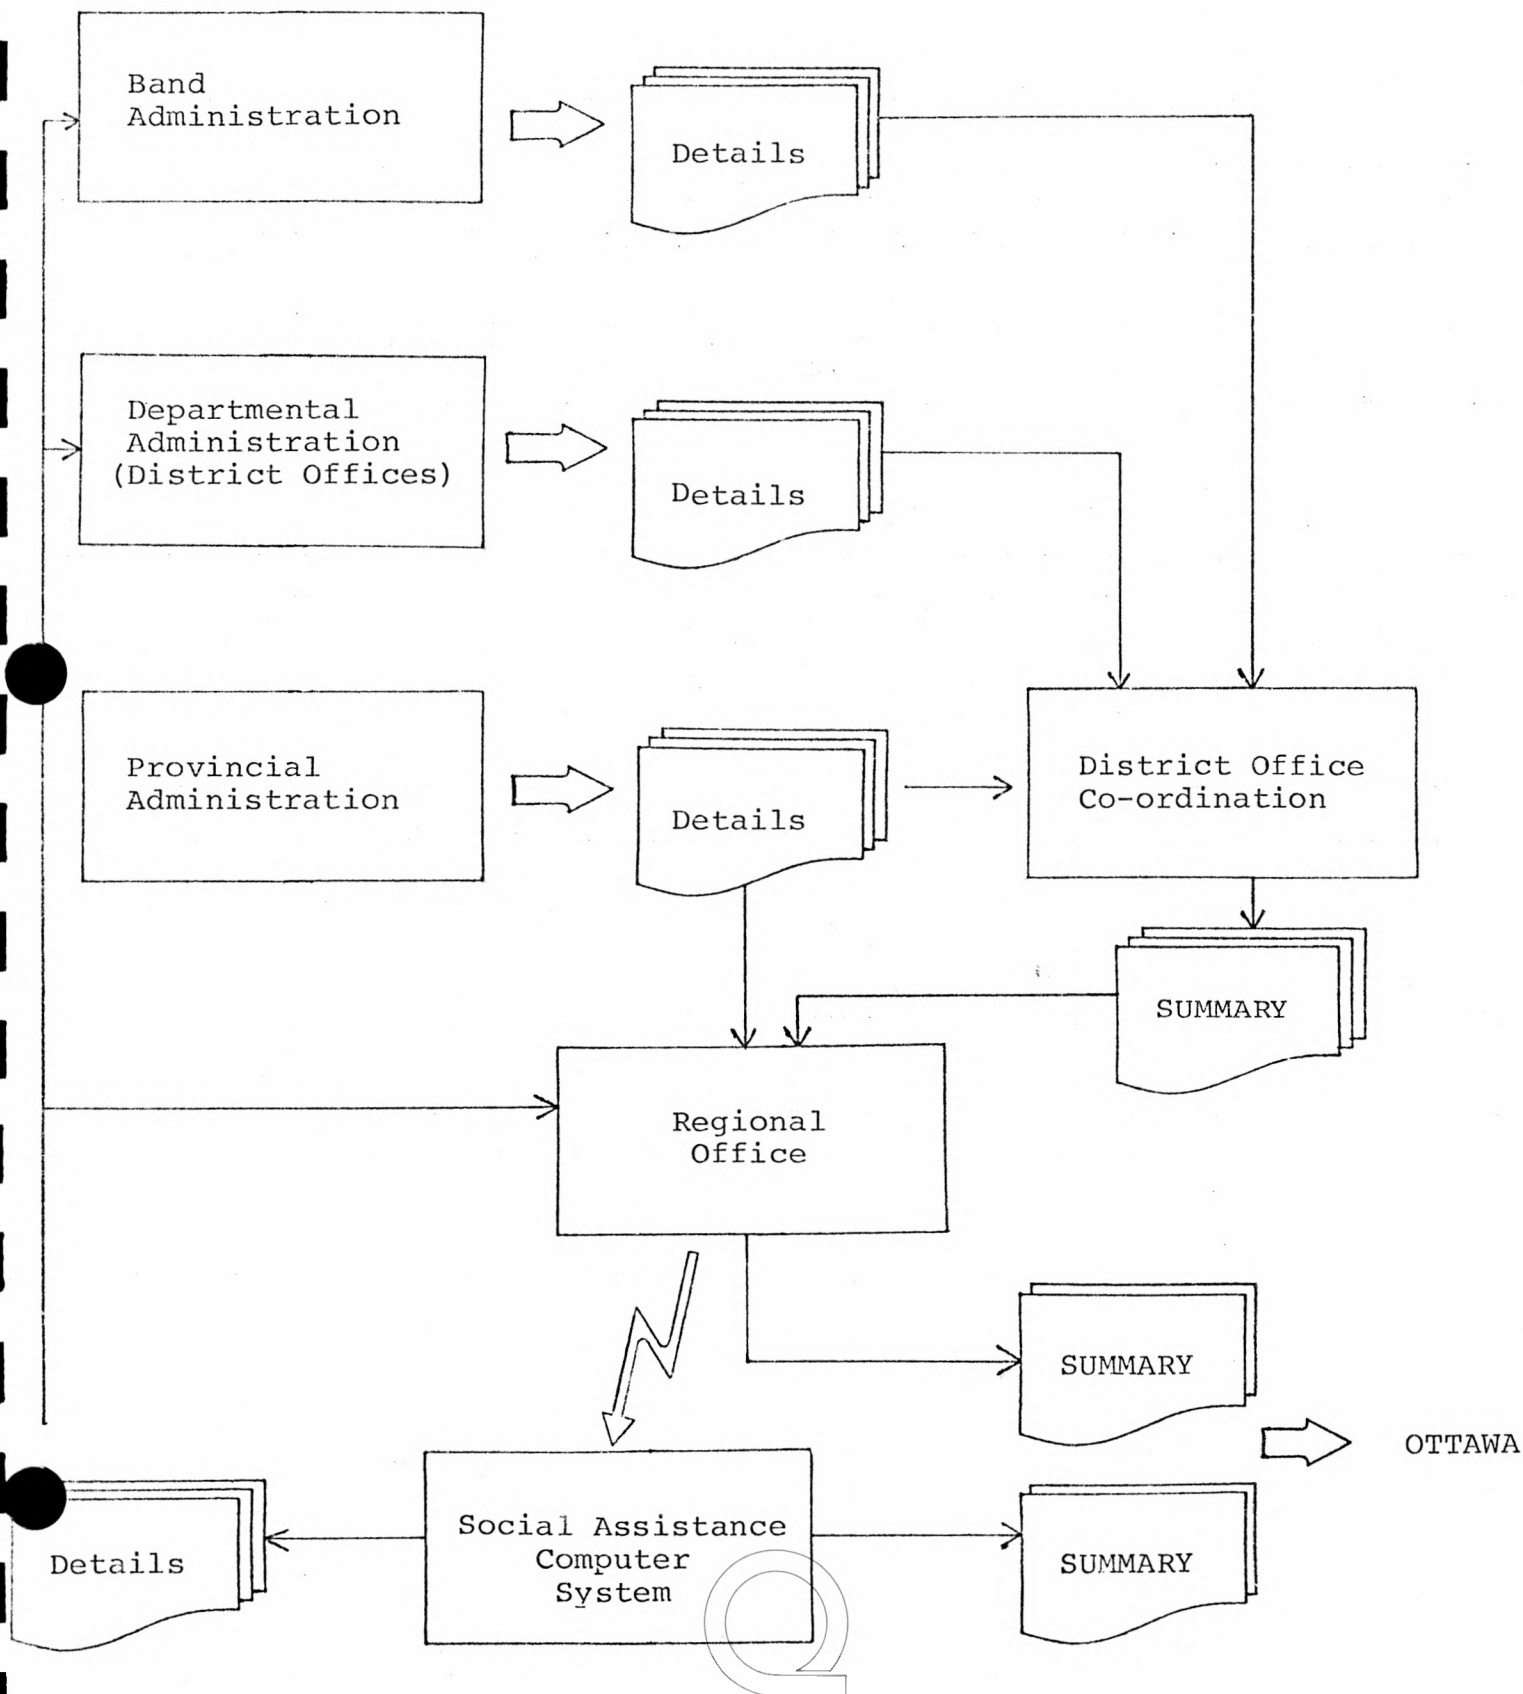 Band
Administration
Details
Departmental
Administration
(District Offices)
Details
Provincial
Administration
Details
District Office
Co-ordination
SUMMARY
Regional
Office
SUMMARY
OTTAWA
Social Assistance
Computer
System
Details
SUMMARY